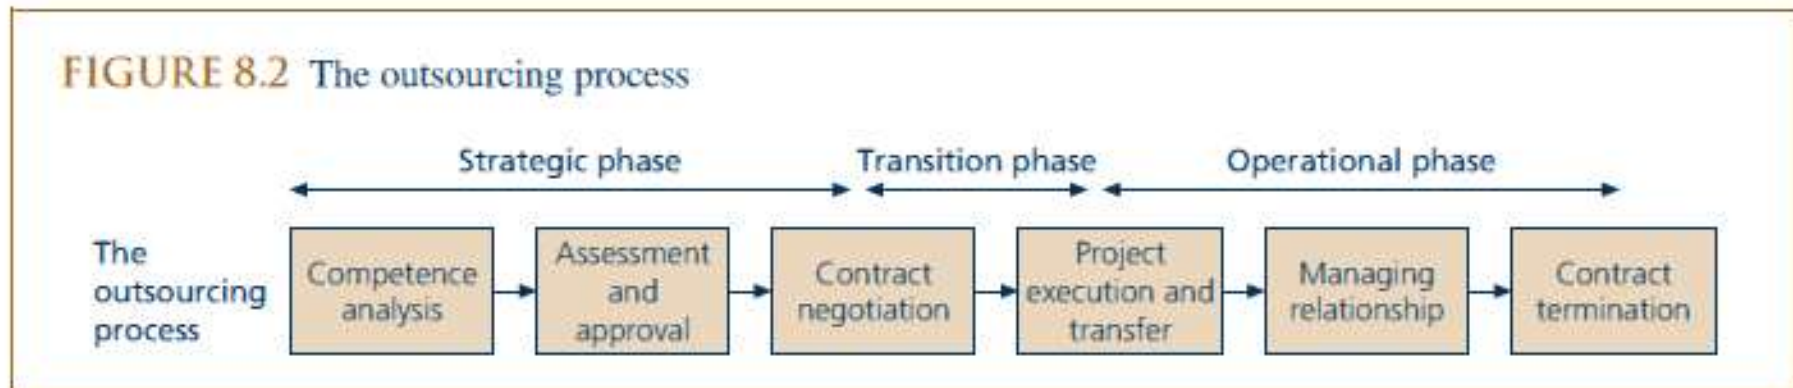 FIGURE 8.2 The outsourcing process
Strategic phase
Transition phase
Operational phase
The
outsourcing
process
Competence
analysis
Assessment
and
approval
Contract
negotiation
Project
execution and
transfer
Managing
relationship
Contract
termination